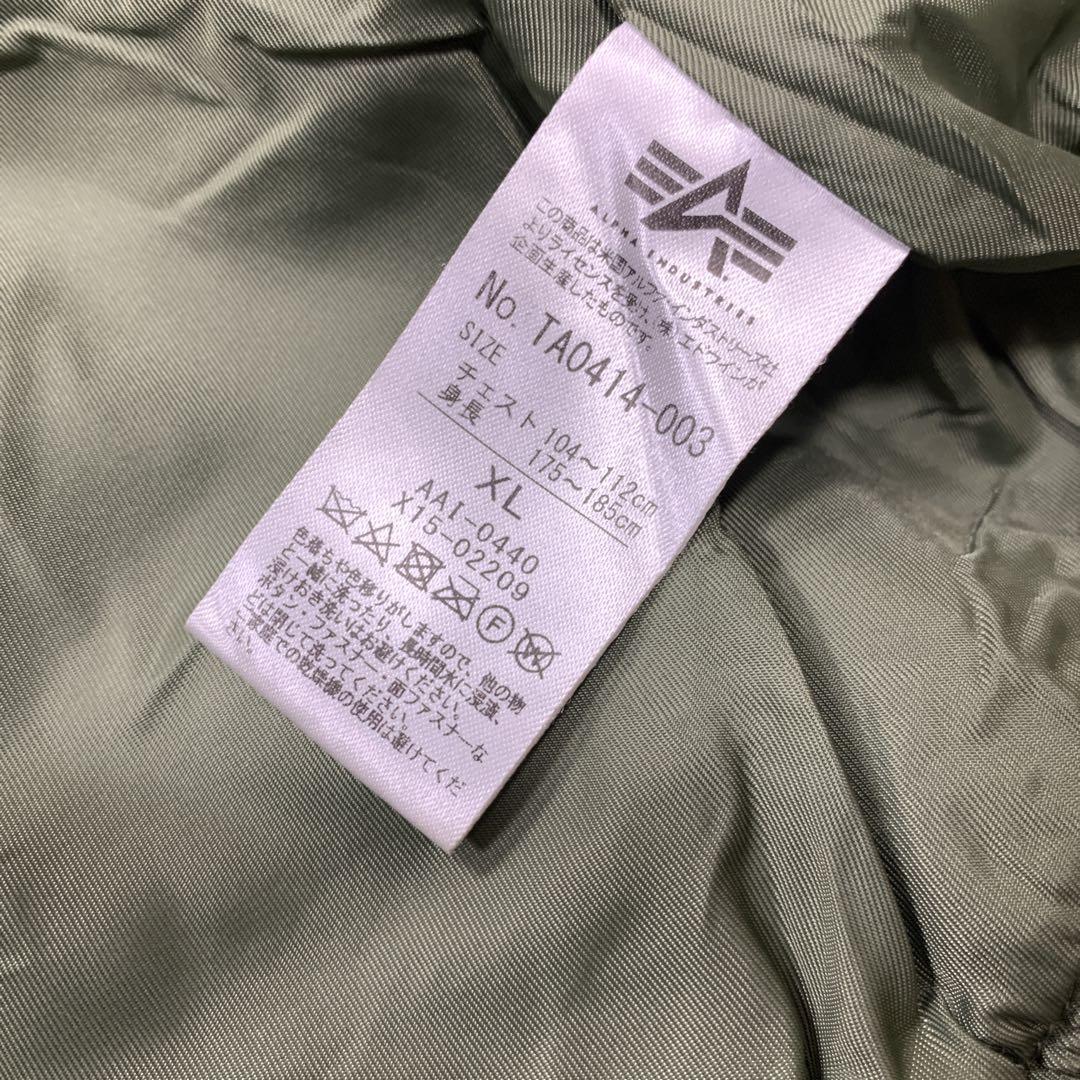 ALPHA INDUSTRIES
この商品は米国アルファインダストリーズ社
よりライセンスを受け、(株)エドウインが
企画生産したものです。
No. TA0414-003
SIZE
チェスト 104～112cm
身長 175～185cm
XL
AAI-0440
X15-02209
F
W
色落ちや色移りがしますので、他の物
と一緒に洗ったり、長時間水に浸漬、
浸けおき洗いはお避けください。
ボタン・ファスナー・面ファスナーな
どは閉じて洗ってください。
家庭での乾燥機の使用は避けてくだ
さい。